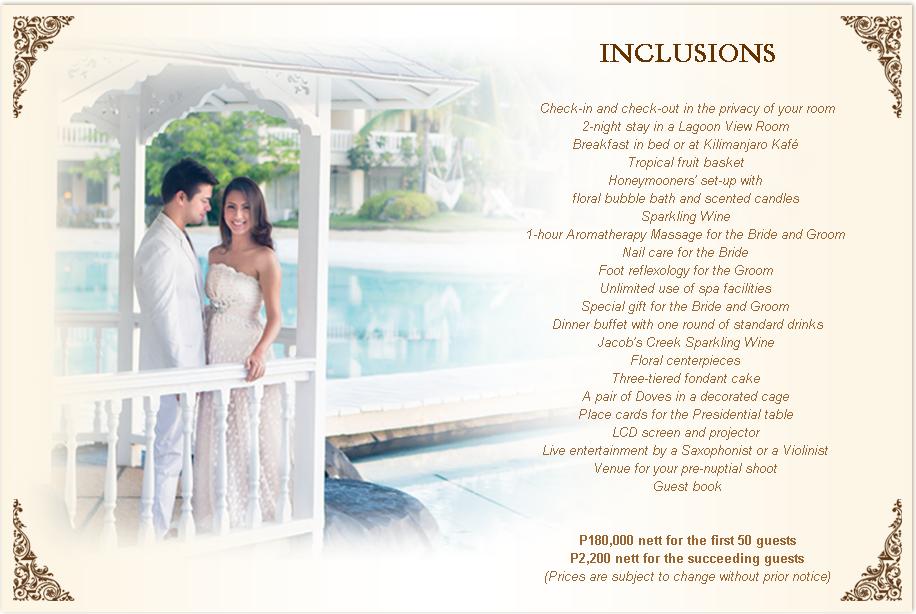 INCLUSIONS
Check-in and check-out in the privacy of your room
2-night stay in a Lagoon View Room
Breakfast in bed or at Kilimanjaro Kafé
Tropical fruit basket
Honeymooners' set-up with
floral bubble bath and scented candles
Sparkling Wine
1-hour Aromatherapy Massage for the Bride and Groom
Nail care for the Bride
Foot reflexology for the Groom
Unlimited use of spa facilities
Special gift for the Bride and Groom
Dinner buffet with one round of standard drinks
Jacob's Creek Sparkling Wine
Floral centerpieces
Three-tiered fondant cake
A pair of Doves in a decorated cage
Place cards for the Presidential table
LCD screen and projector
Live entertainment by a Saxophonist or a Violinist
Venue for your pre-nuptial shoot
Guest book
P180,000 nett for the first 50 guests
P2,200 nett for the succeeding guests
(Prices are subject to change without prior notice)